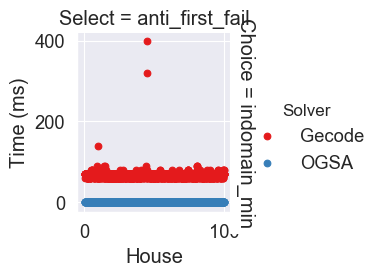 Select = anti_first_fail
Choice = indomain_min
Time (ms)
400
200
0
0
House
Solver
Gecode
OGSA